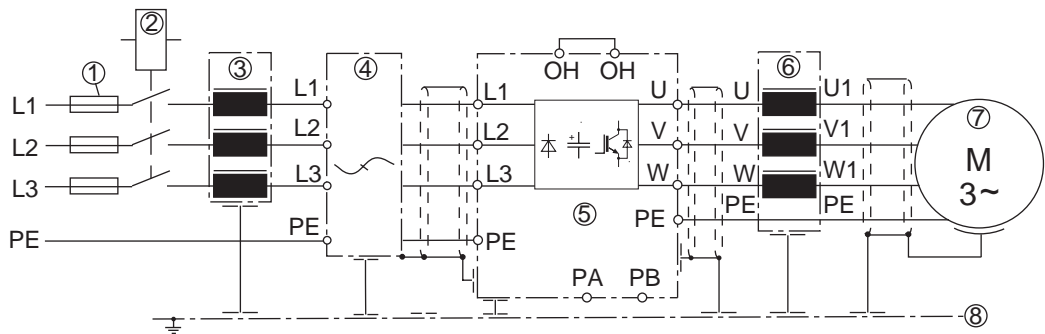 ②
OH OH
① ③ ④ ⑥
L1 L1 L1 U U U1 ⑦
L2 L2 L2 V V V1 M
L3 L3 L3 W W W1 3~
⑤
PE PE PE PE PE PE
PA PB
⑧